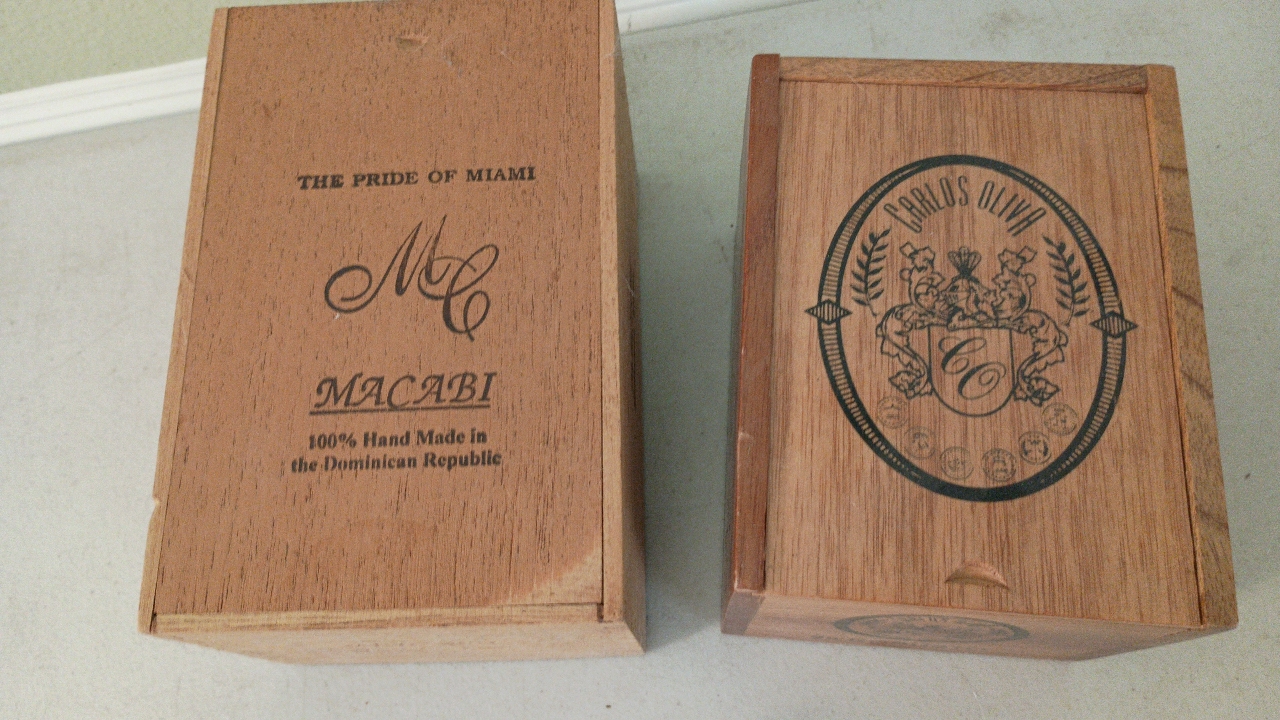 THE PRIDE OF MIAMI
MC
MACABI
100% Hand Made in
the Dominican Republic
CARLOS OLIVA
CO